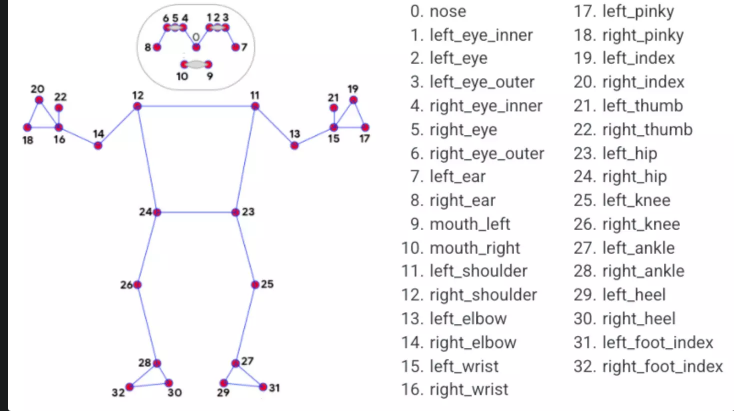 6 5 4 1 2 3
0
8 7
10 9
20 19
22 12 11 21
18 16 14 13 15 17
24 23
26 25
28 27
32 30 29 31
0. nose
1. left_eye_inner
2. left_eye
3. left_eye_outer
4. right_eye_inner
5. right_eye
6. right_eye_outer
7. left_ear
8. right_ear
9. mouth_left
10. mouth_right
11. left_shoulder
12. right_shoulder
13. left_elbow
14. right_elbow
15. left_wrist
16. right_wrist
17. left_pinky
18. right_pinky
19. left_index
20. right_index
21. left_thumb
22. right_thumb
23. left_hip
24. right_hip
25. left_knee
26. right_knee
27. left_ankle
28. right_ankle
29. left_heel
30. right_heel
31. left_foot_index
32. right_foot_index